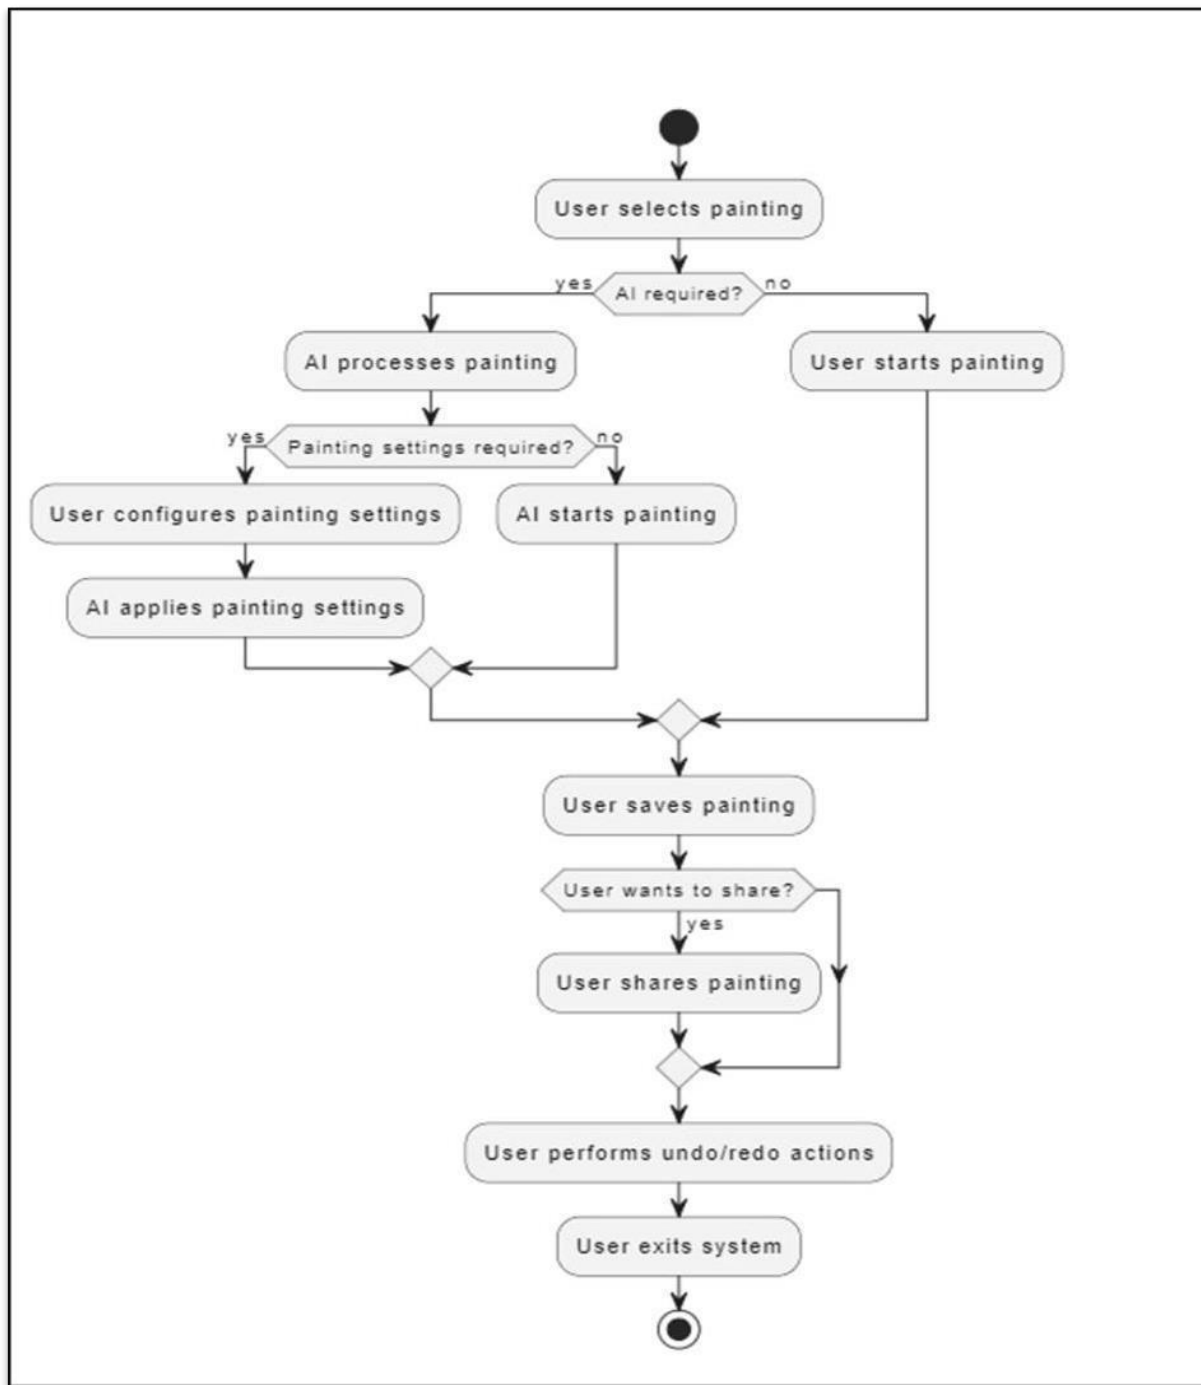 User selects painting
yes
AI required?
no
AI processes painting
User starts painting
yes
Painting settings required?
no
User configures painting settings
AI starts painting
AI applies painting settings
User saves painting
User wants to share?
yes
User shares painting
User performs undo/redo actions
User exits system